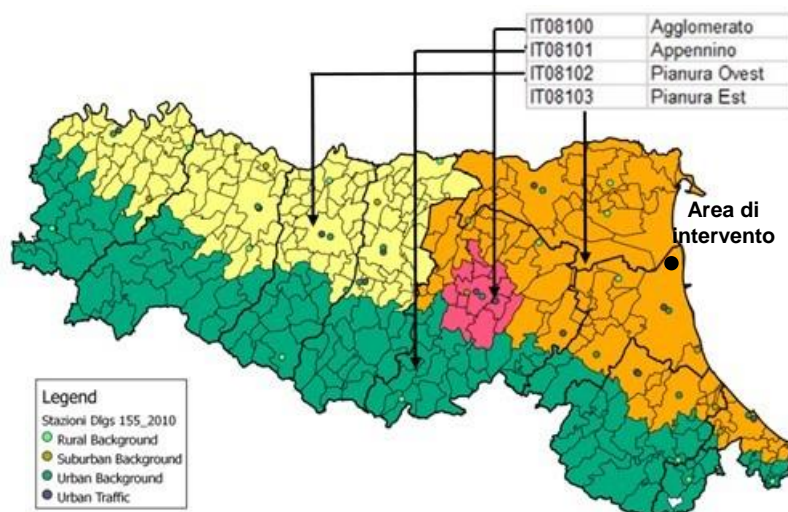 IT08100 Agglomerato
IT08101 Appennino
IT08102 Pianura Ovest
IT08103 Pianura Est
Area di
intervento
Legend
Stazioni Dlgs 155_2010
Rural Background
Suburban Background
Urban Background
Urban Traffic